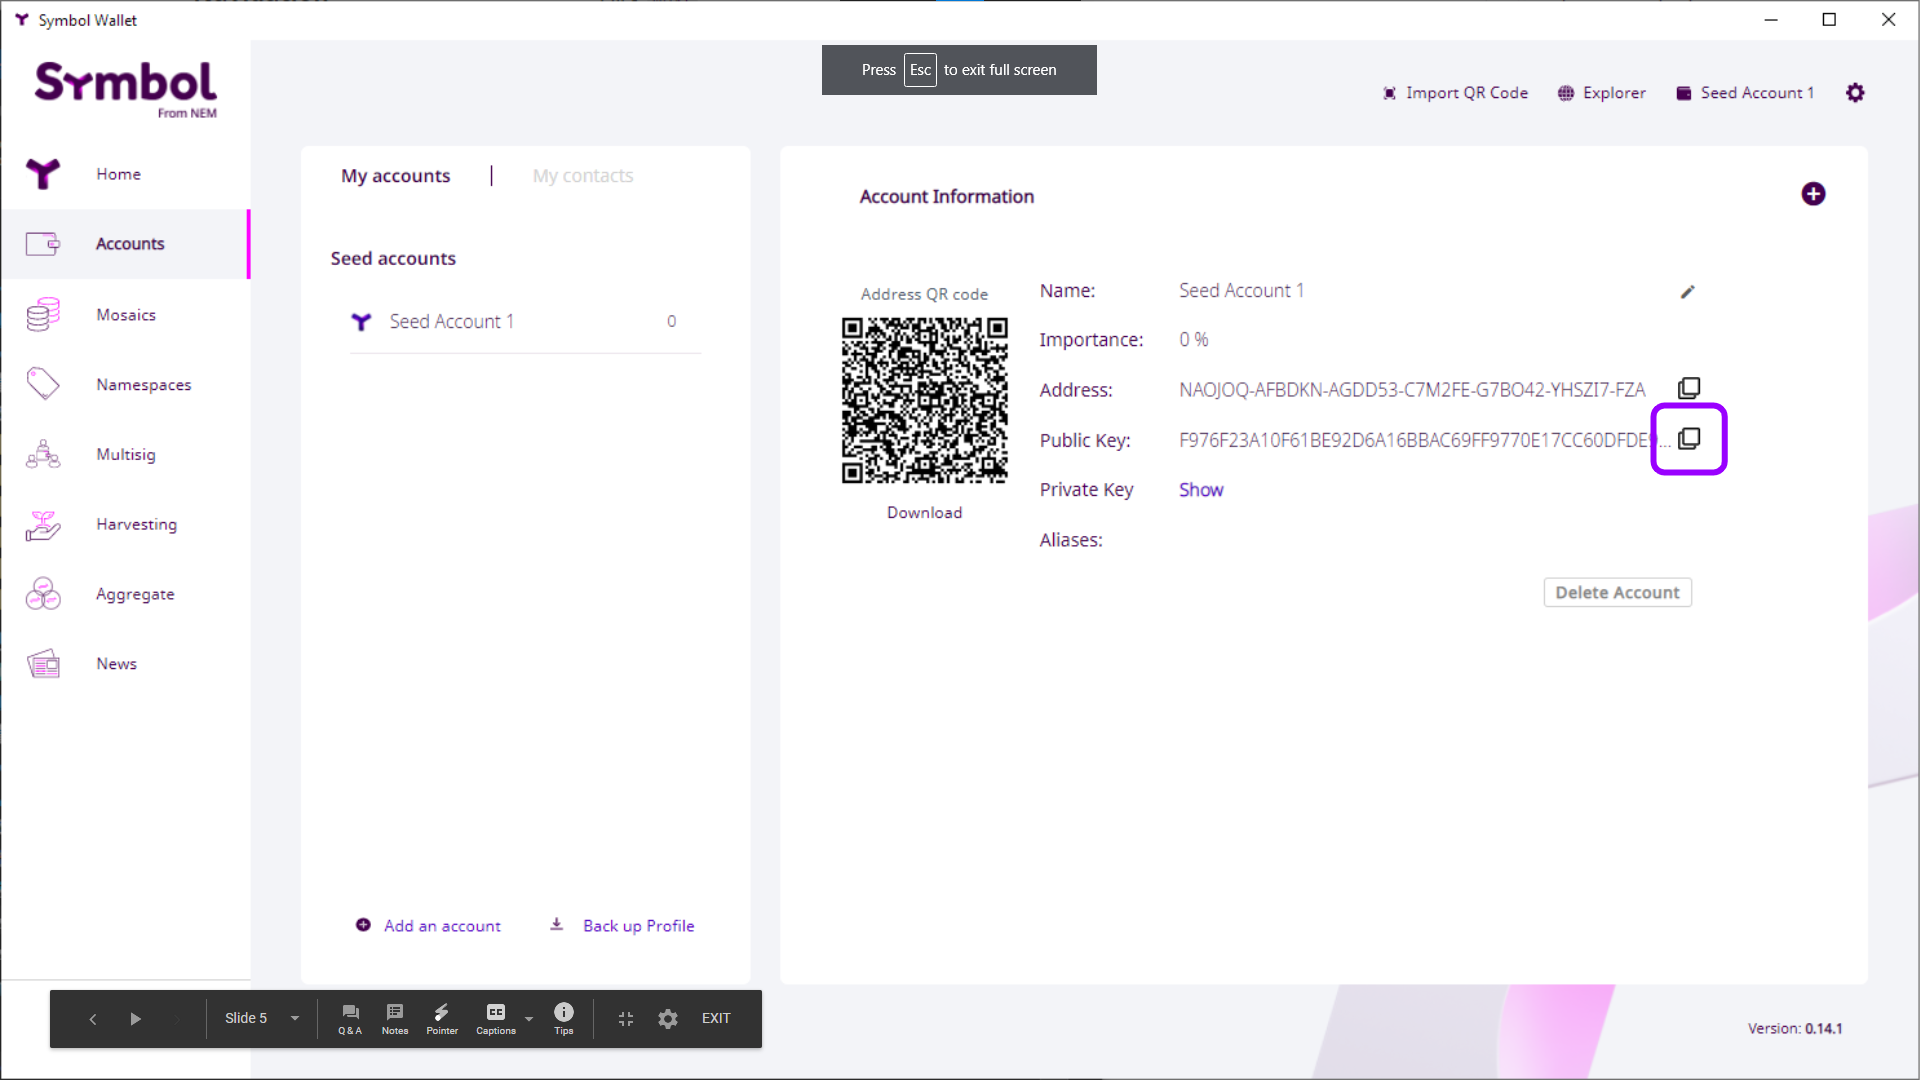 Symbol Wallet
Press Esc to exit full screen
Symbol
From NEM
Import QR Code
Explorer
Seed Account 1
Home
Accounts
Mosaics
Namespaces
Multisig
Harvesting
Aggregate
News
My accounts | My contacts
Seed accounts
Seed Account 1 0
Add an account
Back up Profile
Account Information
Address QR code
Download
Name: Seed Account 1
Importance: 0 %
Address: NAOJOQ-AFBDKN-AGDD53-C7M2FE-G7BO42-YHSZI7-FZA
Public Key: F976F23A10F61BE92D6A16BBAC69FF9770E17CC60DFDE9...
Private Key Show
Aliases:
Delete Account
Slide 5
Q & A
Notes
Pointer
CC
Captions
Tips
EXIT
Version: 0.14.1